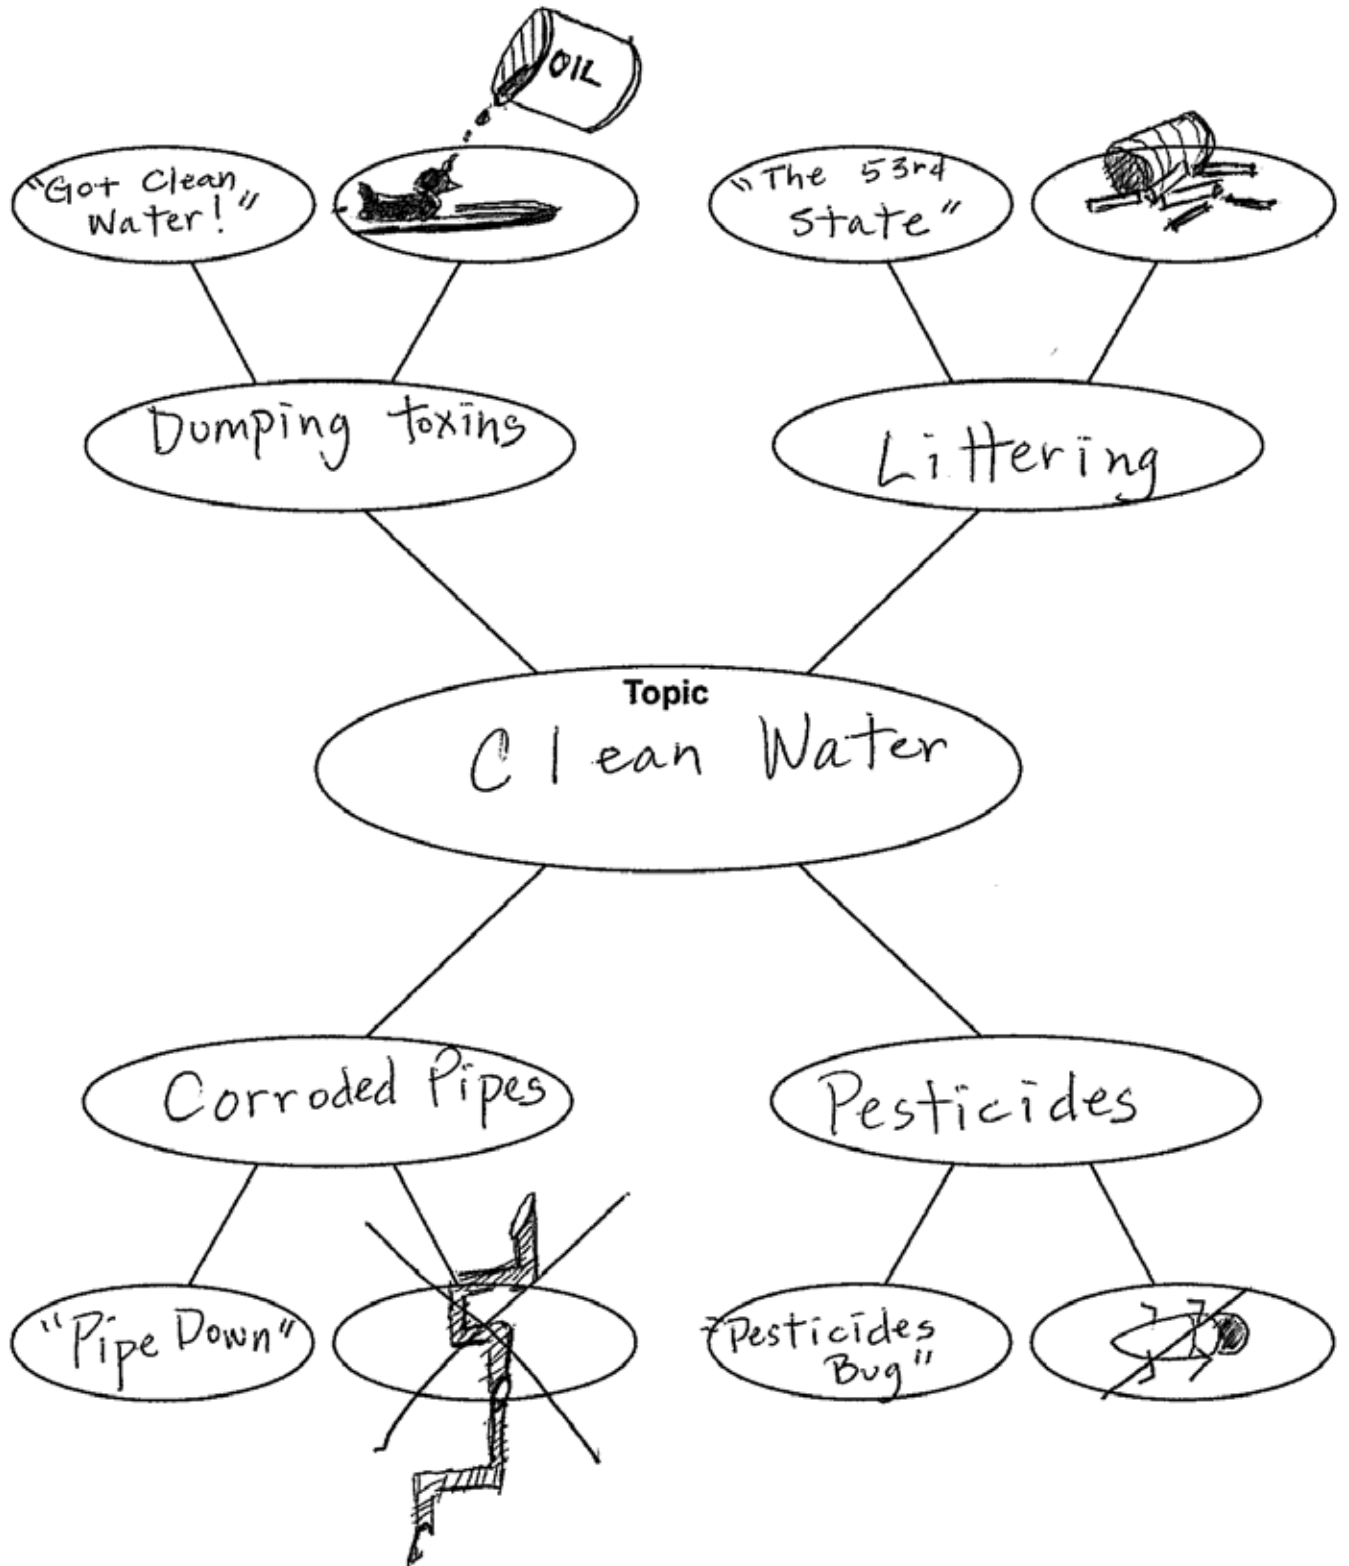 OIL
"Got Clean
Water!"
"The 53rd
State"
Dumping toxins
Littering
Topic
Clean Water
Corroded Pipes
Pesticides
"Pipe Down"
"Pesticides
Bug"